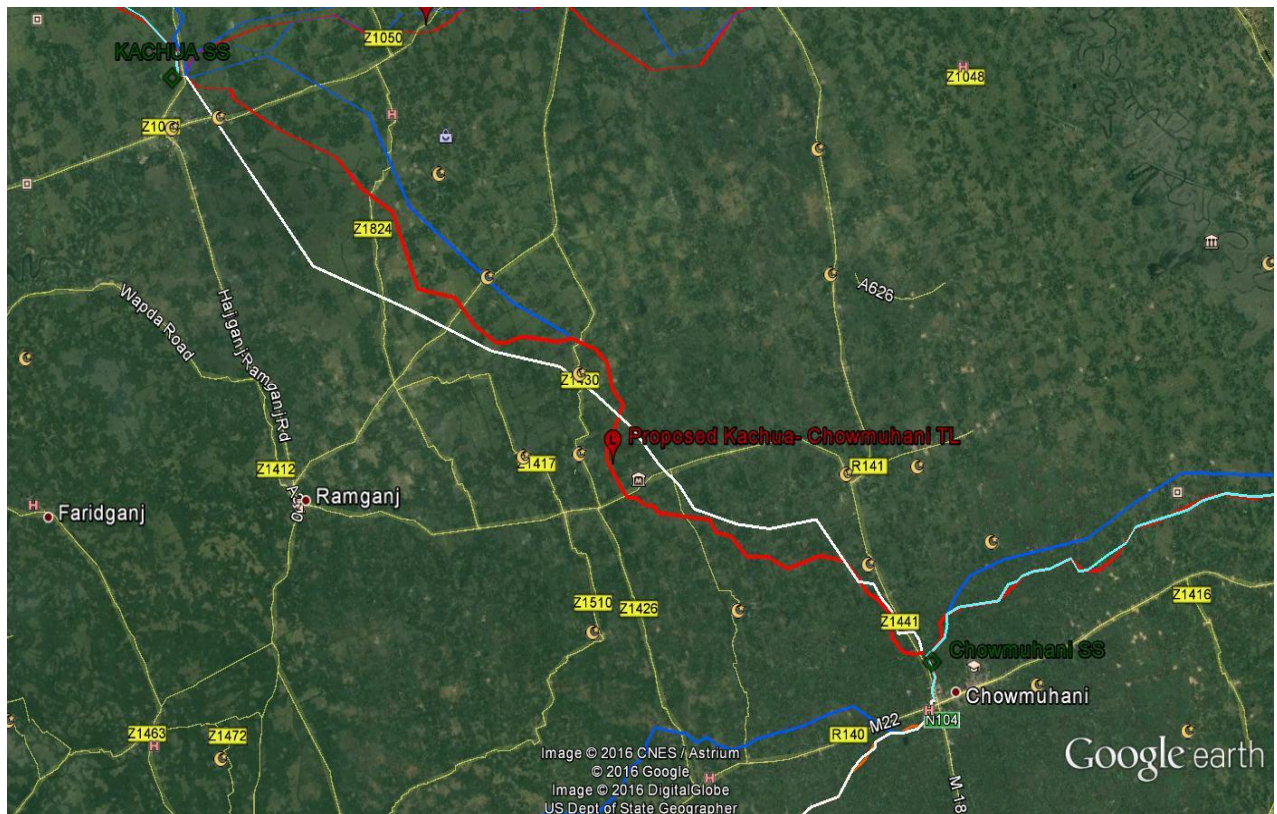 KACHUA SS
Z1050
Z1048
Z1824
A626
Wapda Road
Hajiganj-Ramganj Rd
Z1430
Proposed Kachua- Chowmuhani TL
Z1412
Z1417
R141
Ramganj
Faridganj
Z1510
Z1426
Z1416
Z1441
Chowmuhani SS
Chowmuhani
N104
M22
R140
Z1463
Z1472
M-18
Image © 2016 CNES / Astrium
© 2016 Google
Image © 2016 DigitalGlobe
US Dept of State Geographer
Google earth